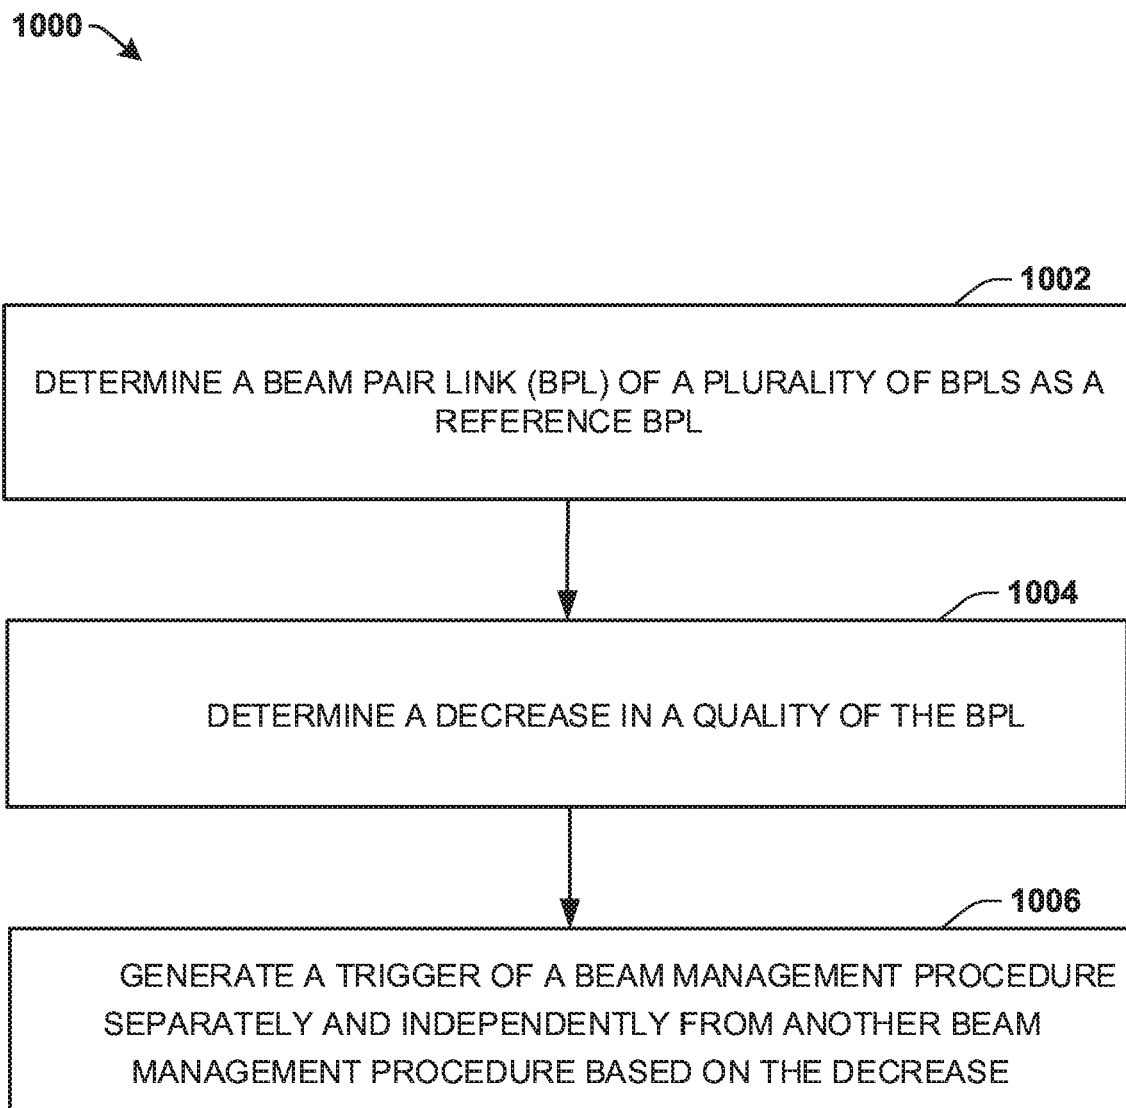 1000
1002
DETERMINE A BEAM PAIR LINK (BPL) OF A PLURALITY OF BPLS AS A
REFERENCE BPL
1004
DETERMINE A DECREASE IN A QUALITY OF THE BPL
1006
GENERATE A TRIGGER OF A BEAM MANAGEMENT PROCEDURE
SEPARATELY AND INDEPENDENTLY FROM ANOTHER BEAM
MANAGEMENT PROCEDURE BASED ON THE DECREASE